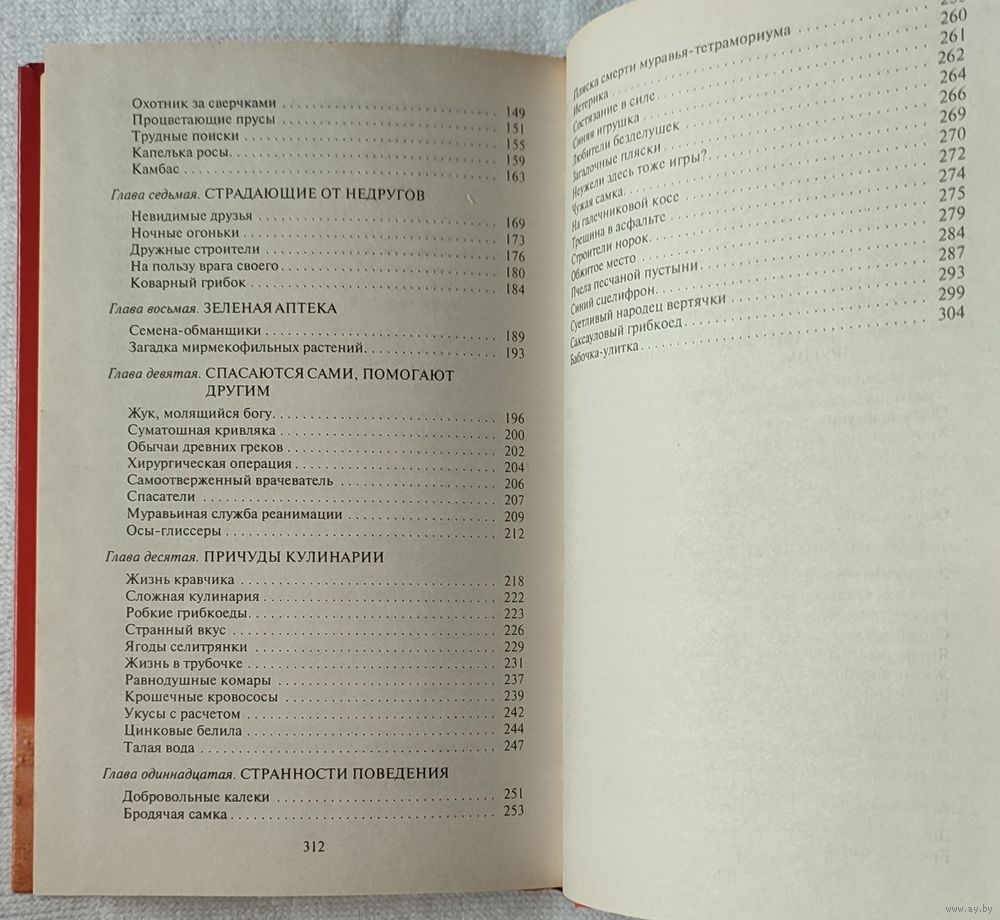 Охотник за сверчками . . . . . . . . . . . . . . . . . . . . . . . . . . . . 149
Процветающие прусы . . . . . . . . . . . . . . . . . . . . . . . . . . . . 151
Трудные поиски . . . . . . . . . . . . . . . . . . . . . . . . . . . . 155
Капелька росы. . . . . . . . . . . . . . . . . . . . . . . . . . . . 159
Камбас . . . . . . . . . . . . . . . . . . . . . . . . . . . . 163
Глава седьмая. СТРАДАЮЩИЕ ОТ НЕДРУГОВ
Невидимые друзья . . . . . . . . . . . . . . . . . . . . . . . . 169
Ночные огоньки . . . . . . . . . . . . . . . . . . . . . . . . 173
Дружные строители . . . . . . . . . . . . . . . . . . . . . . . . 176
На пользу врага своего . . . . . . . . . . . . . . . . . . . . . . . . 180
Коварный грибок . . . . . . . . . . . . . . . . . . . . . . . . 184
Глава восьмая. ЗЕЛЕНАЯ АПТЕКА
Семена-обманщики . . . . . . . . . . . . . . . . . . . . . . . . 189
Загадка мирмекофильных растений. . . . . . . . . . . . . . . . 193
Глава девятая. СПАСАЮТСЯ САМИ, ПОМОГАЮТ
ДРУГИМ
Жук, молящийся богу. . . . . . . . . . . . . . . . . . . . . . . . 196
Суматошная кривляка . . . . . . . . . . . . . . . . . . . . . . . . 200
Обычаи древних греков . . . . . . . . . . . . . . . . . . . . . . . . 202
Хирургическая операция . . . . . . . . . . . . . . . . . . . . . . . . 204
Самоотверженный врачеватель . . . . . . . . . . . . . . . . . . . . 206
Спасатели . . . . . . . . . . . . . . . . . . . . . . . . 207
Муравьиная служба реанимации . . . . . . . . . . . . . . . . . . 209
Осы-глиссеры . . . . . . . . . . . . . . . . . . . . . . . . 212
Глава десятая. ПРИЧУДЫ КУЛИНАРИИ
Жизнь кравчика . . . . . . . . . . . . . . . . . . . . . . . . 218
Сложная кулинария . . . . . . . . . . . . . . . . . . . . . . . . 222
Робкие грибкоеды. . . . . . . . . . . . . . . . . . . . . . . . 223
Странный вкус . . . . . . . . . . . . . . . . . . . . . . . . 226
Ягоды селитрянки . . . . . . . . . . . . . . . . . . . . . . . . 229
Жизнь в трубочке . . . . . . . . . . . . . . . . . . . . . . . . 231
Равнодушные комары . . . . . . . . . . . . . . . . . . . . . . . . 237
Крошечные кровососы . . . . . . . . . . . . . . . . . . . . . . . . 239
Укусы с расчетом . . . . . . . . . . . . . . . . . . . . . . . . 242
Цинковые белила . . . . . . . . . . . . . . . . . . . . . . . . 244
Талая вода . . . . . . . . . . . . . . . . . . . . . . . . 247
Глава одиннадцатая. СТРАННОСТИ ПОВЕДЕНИЯ
Добровольные калеки . . . . . . . . . . . . . . . . . . . . . . . . 251
Бродячая самка . . . . . . . . . . . . . . . . . . . . . . . . 253
312
Пляска смерти муравья-тетрамориума . . . . . . . . . . . .
Истерика . . . . . . . . . . . . . . . . . . . . . . . . 260
Состязание в силе . . . . . . . . . . . . . . . . . . . . . . . . 261
Синяя игрушка . . . . . . . . . . . . . . . . . . . . . . . . 262
Любители безделушек . . . . . . . . . . . . . . . . . . . . . . . . 264
Загадочные пляски . . . . . . . . . . . . . . . . . . . . . . . . 266
Неужели здесь тоже игры? . . . . . . . . . . . . . . . . . . . . 269
Чужая самка. . . . . . . . . . . . . . . . . . . . . . . . 270
На галечниковой косе . . . . . . . . . . . . . . . . . . . . . . . . 272
Трещина в асфальте . . . . . . . . . . . . . . . . . . . . . . . . 274
Строители норок. . . . . . . . . . . . . . . . . . . . . . . . 275
Обжитое место . . . . . . . . . . . . . . . . . . . . . . . . 279
Пчела песчаной пустыни . . . . . . . . . . . . . . . . . . . . . . . . 284
Синий сцелифрон. . . . . . . . . . . . . . . . . . . . . . . . 287
Суетливый народец вертячки . . . . . . . . . . . . . . . . . . . . 293
Саксауловый грибкоед . . . . . . . . . . . . . . . . . . . . . . . . 299
Бабочка-улитка . . . . . . . . . . . . . . . . . . . . . . . . 304
www.ay.by